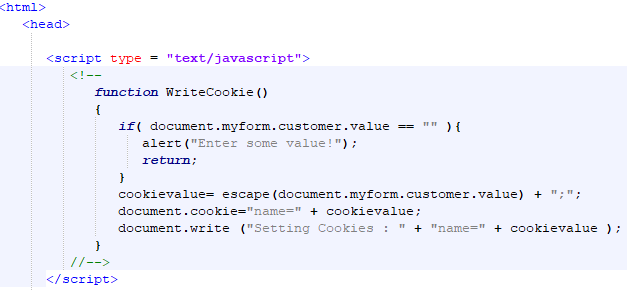 <html>
<head>
<script type = "text/javascript">
<!--
function WriteCookie()
{
if( document.myform.customer.value == "" ){
alert("Enter some value!");
return;
}
cookievalue= escape(document.myform.customer.value) + ";";
document.cookie="name=" + cookievalue;
document.write ("Setting Cookies : " + "name=" + cookievalue );
}
//-->
</script>